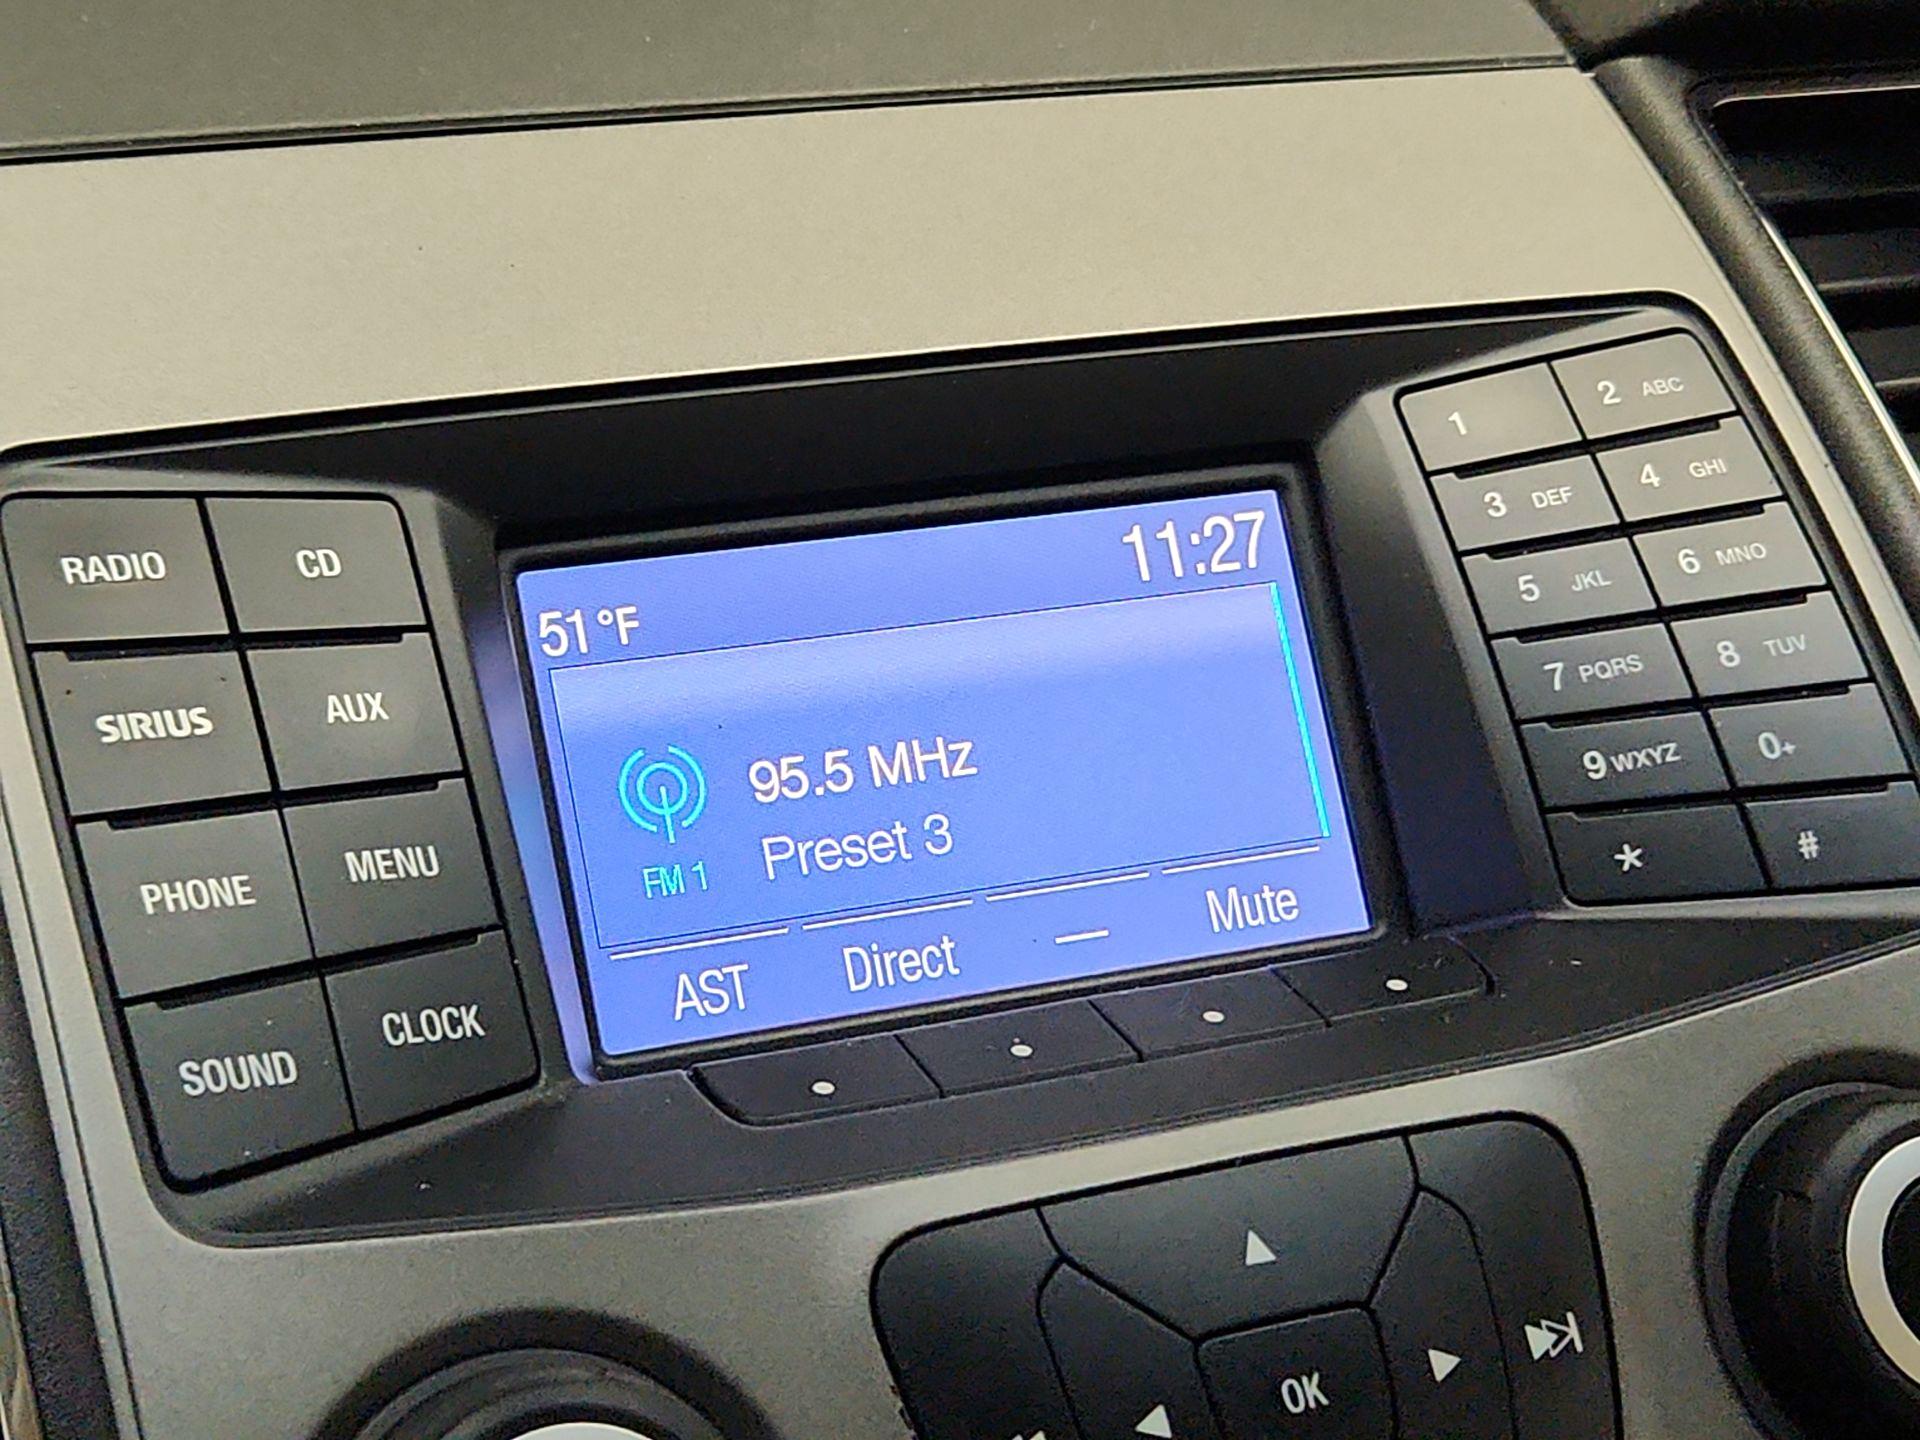 11:27
51°F
95.5 MHz
Preset 3
FM 1
AST Direct — Mute
RADIO CD
SIRIUS AUX
PHONE MENU
SOUND CLOCK
1 2 ABC
3 DEF 4 GHI
5 JKL 6 MNO
7 PQRS 8 TUV
9 WXYZ 0+
* #
OK